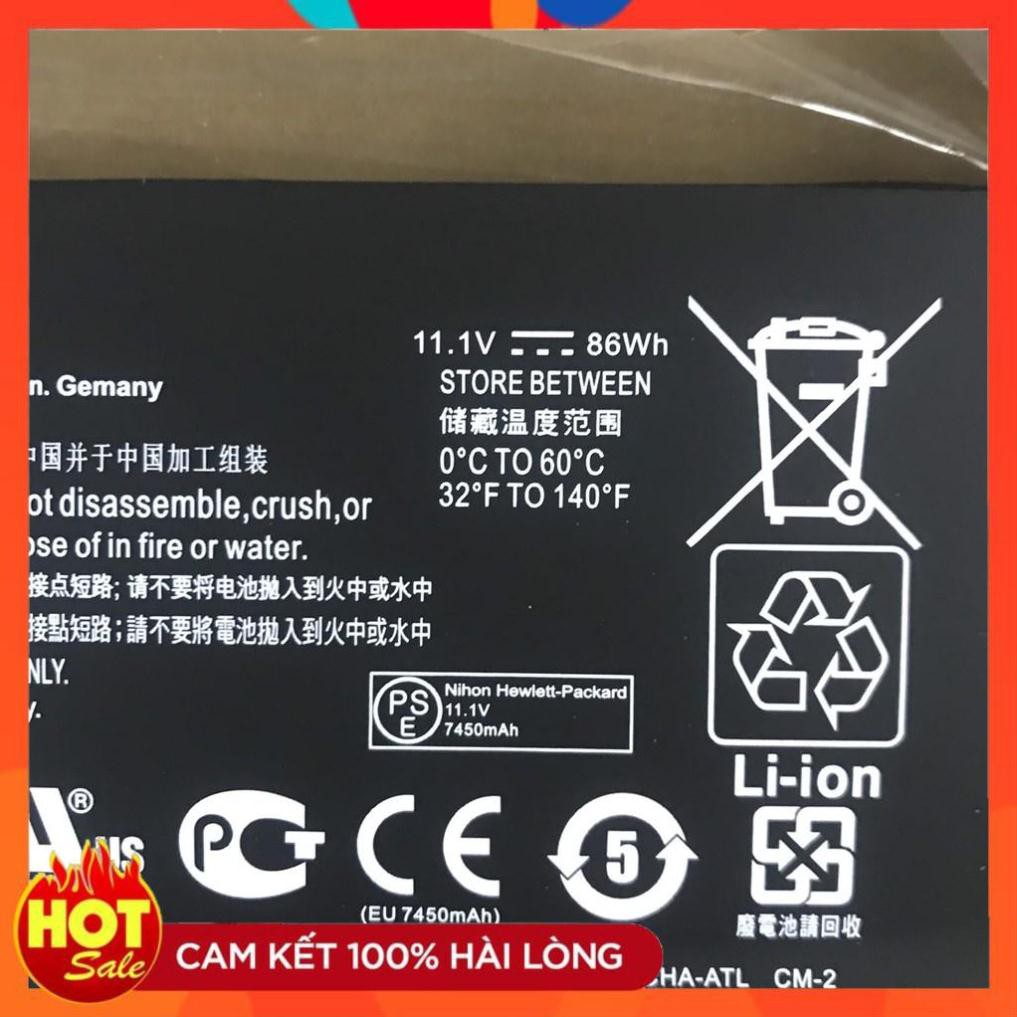 11.1V 86Wh
STORE BETWEEN
储藏温度范围
0°C TO 60°C
32°F TO 140°F
n. Gemany
中国并于中国加工组装
ot disassemble,crush,or
ose of in fire or water.
接点短路; 请不要将电池拋入到火中或水中
接點短路;請不要將電池拋入到火中或水中
NLY.
y.
PS
E
Nihon Hewlett-Packard
11.1V
7450mAh
Li-ion
®
US
PCT
CE
5
(EU 7450mAh)
廢電池請回收
HA-ATL CM-2
HOT
Sale
CAM KẾT 100% HÀI LÒNG